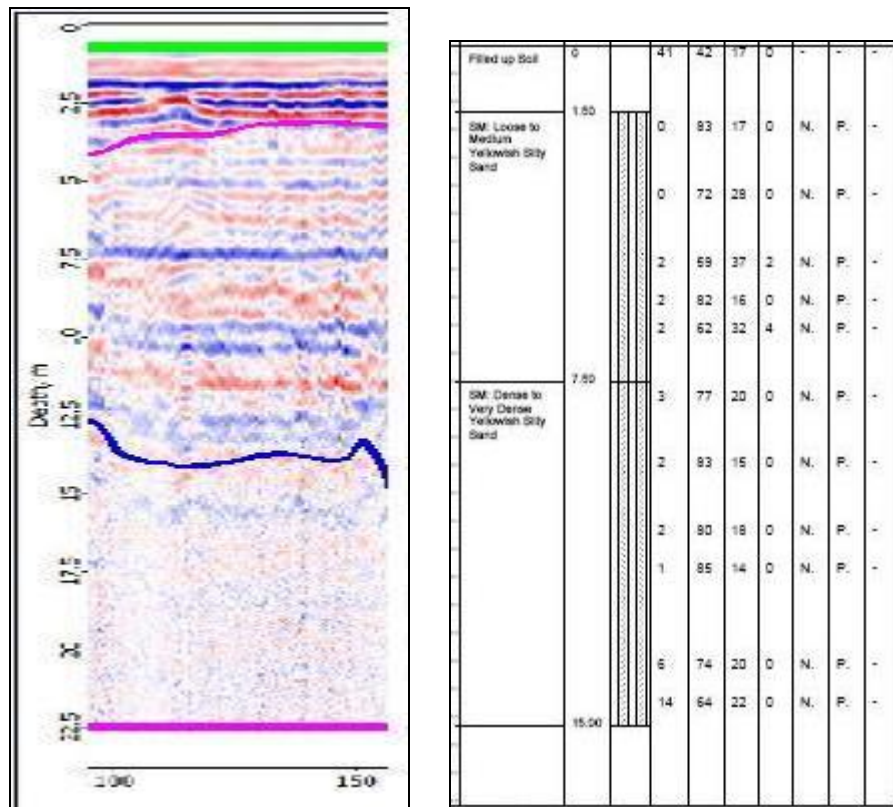 0
2.5
5
7.5
0
12.5
15
17.5
20
22.5
Depth, m
100 150
Filled up Soil 0 41 42 17 0 - - -
1.50
SM: Loose to
Medium
Yellowish Silty
Sand
0 83 17 0 N. P. -
0 72 28 0 N. P. -
2 59 37 2 N. P. -
2 82 16 0 N. P. -
2 62 32 4 N. P. -
7.50
SM: Dense to
Very Dense
Yellowish Silty
Sand
3 77 20 0 N. P. -
2 83 15 0 N. P. -
2 80 18 0 N. P. -
1 85 14 0 N. P. -
6 74 20 0 N. P. -
14 64 22 0 N. P. -
15.00